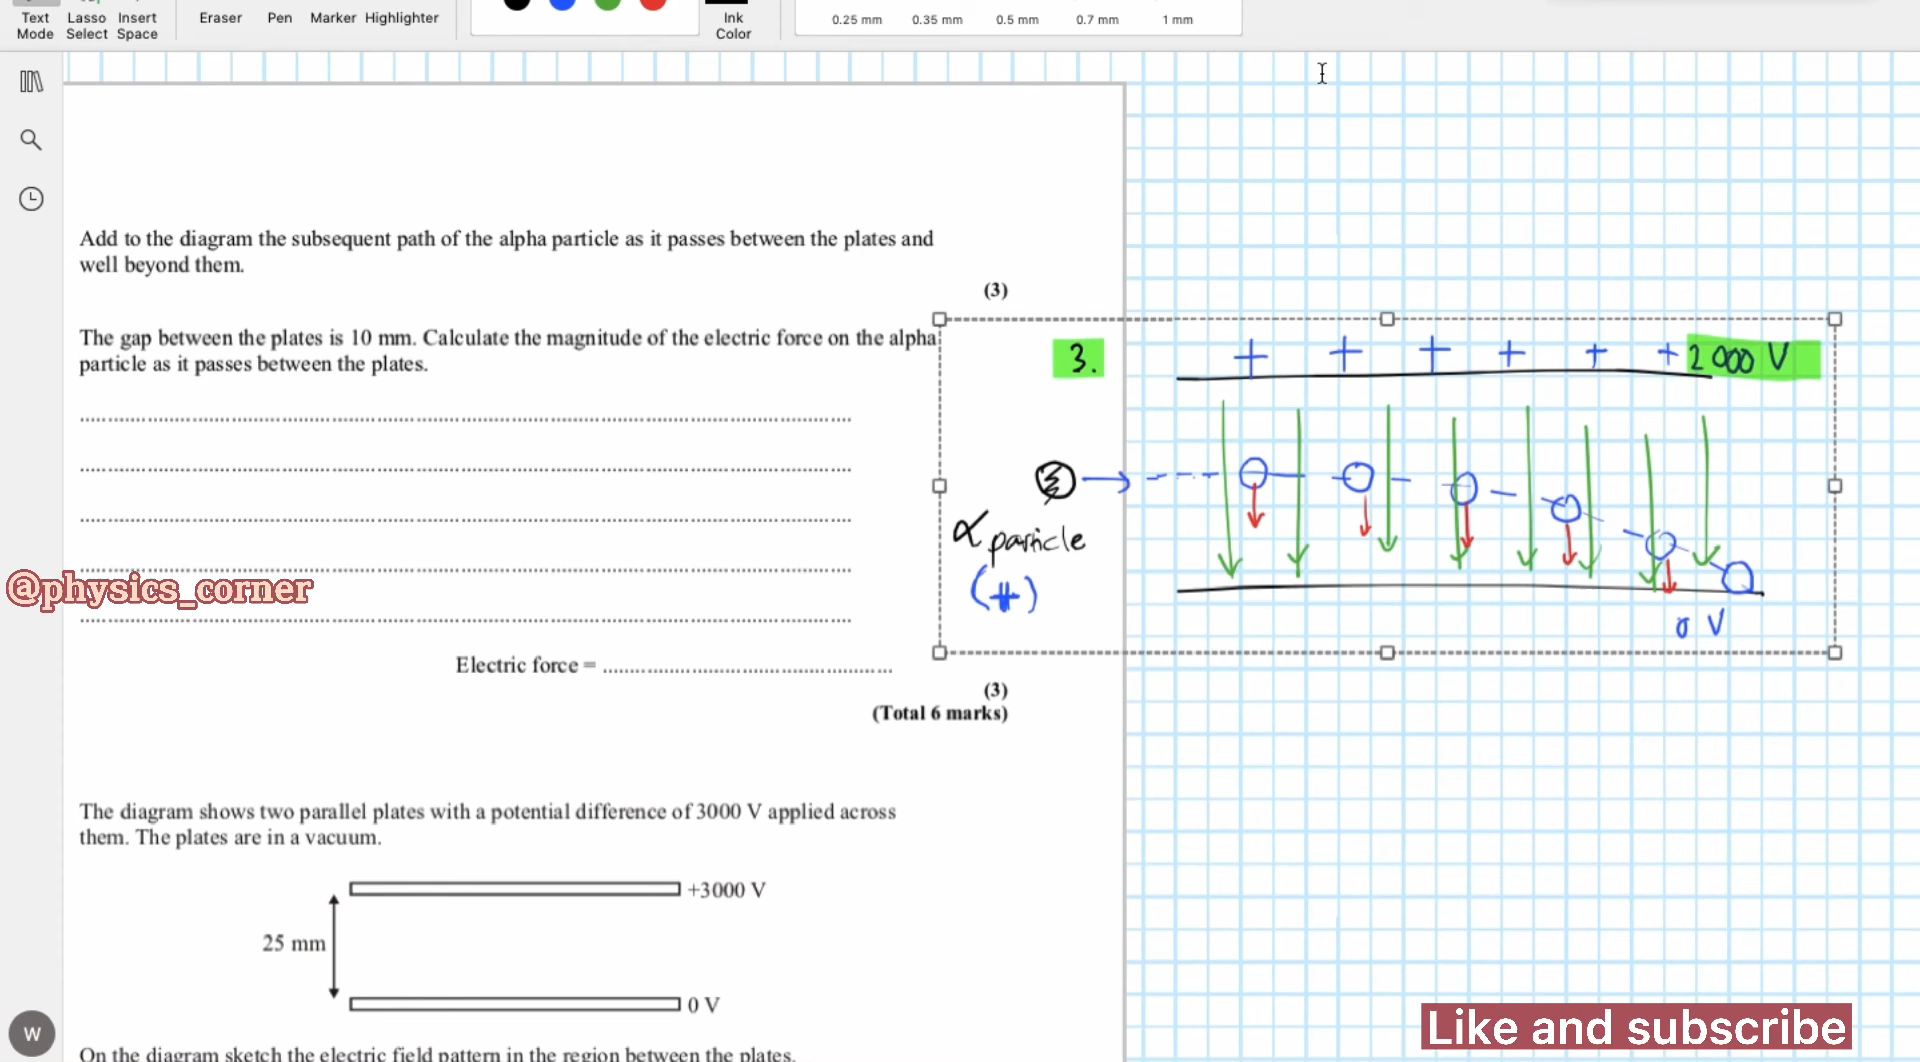 Text Mode
Lasso Select
Insert Space
Eraser
Pen
Marker
Highlighter
Ink Color
0.25 mm
0.35 mm
0.5 mm
0.7 mm
1 mm
Add to the diagram the subsequent path of the alpha particle as it passes between the plates and
well beyond them.
(3)
The gap between the plates is 10 mm. Calculate the magnitude of the electric force on the alpha
particle as it passes between the plates.
3.
+ + + + + + 2000 V
α particle
(+)
0 V
@physics_corner
Electric force = ................................................
(3)
(Total 6 marks)
The diagram shows two parallel plates with a potential difference of 3000 V applied across
them. The plates are in a vacuum.
+3000 V
25 mm
0 V
On the diagram sketch the electric field pattern in the region between the plates.
W
Like and subscribe